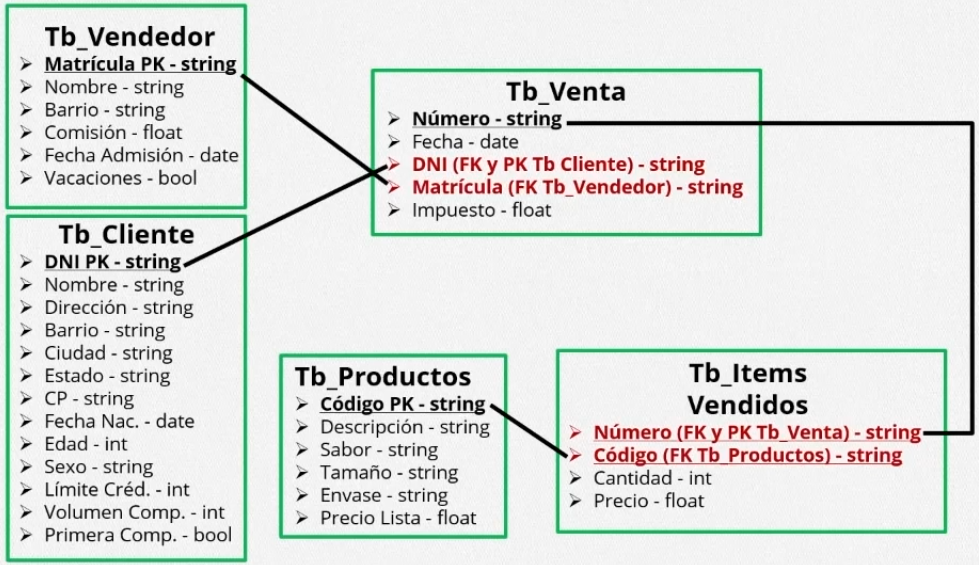 Tb_Vendedor
Matrícula PK - string
Nombre - string
Barrio - string
Comisión - float
Fecha Admisión - date
Vacaciones - bool
Tb_Cliente
DNI PK - string
Nombre - string
Dirección - string
Barrio - string
Ciudad - string
Estado - string
CP - string
Fecha Nac. - date
Edad - int
Sexo - string
Límite Créd. - int
Volumen Comp. - int
Primera Comp. - bool
Tb_Venta
Número - string
Fecha - date
DNI (FK y PK Tb Cliente) - string
Matrícula (FK Tb_Vendedor) - string
Impuesto - float
Tb_Productos
Código PK - string
Descripción - string
Sabor - string
Tamaño - string
Envase - string
Precio Lista - float
Tb_Items
Vendidos
Número (FK y PK Tb_Venta) - string
Código (FK Tb_Productos) - string
Cantidad - int
Precio - float